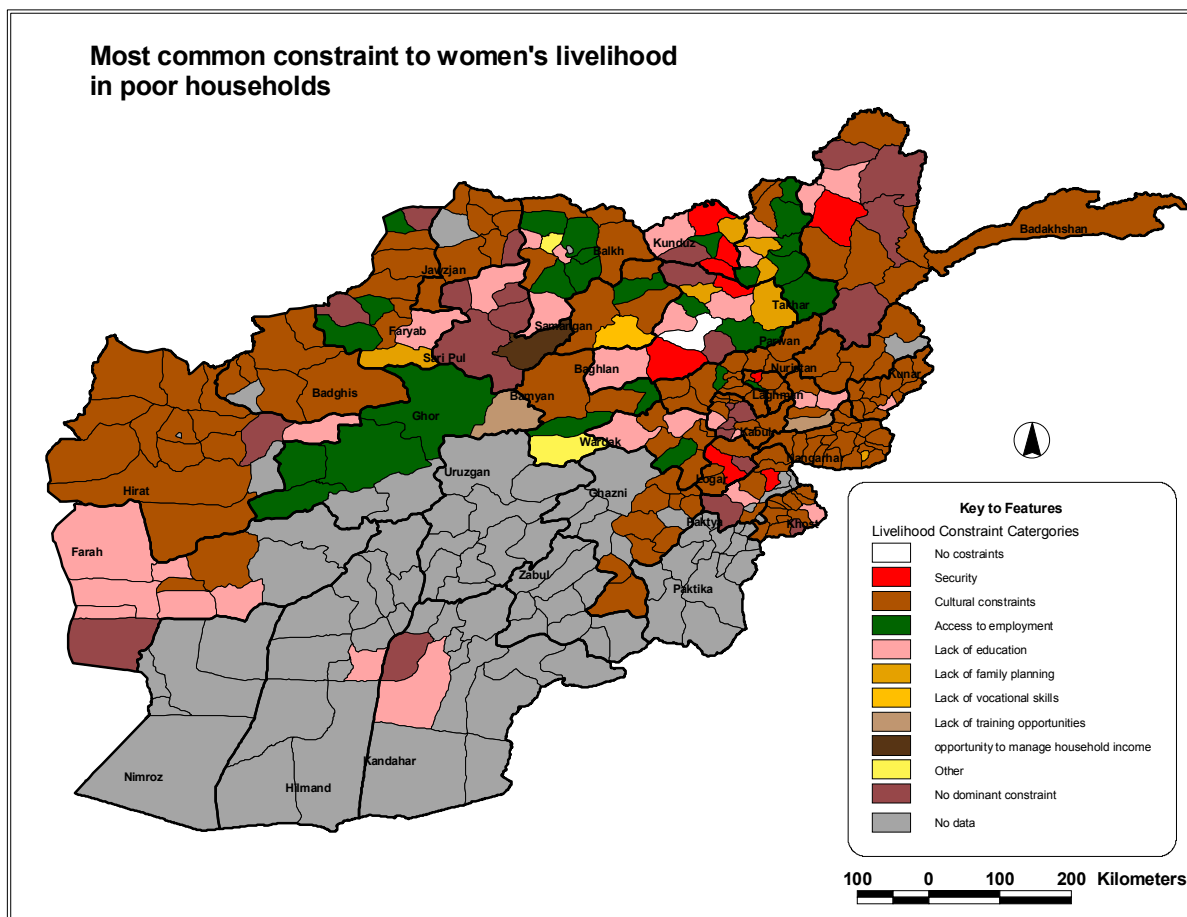 Most common constraint to women's livelihood
in poor households
Badakhshan
Kunduz
Balkh
Jawzjan
Takhar
Faryab
Samangan
Sari Pul
Parwan
Baghlan
Nuristan
Kunar
Badghis
Bamyan
Laghman
Ghor
Kabul
Wardak
Nangarhar
Uruzgan
Logar
Hirat
Ghazni
Paktya
Khost
Farah
Zabul
Paktika
Kandahar
Nimroz
Hilmand
Key to Features
Livelihood Constraint Catergories
No costraints
Security
Cultural constraints
Access to employment
Lack of education
Lack of family planning
Lack of vocational skills
Lack of training opportunities
opportunity to manage household income
Other
No dominant constraint
No data
100 0 100 200 Kilometers